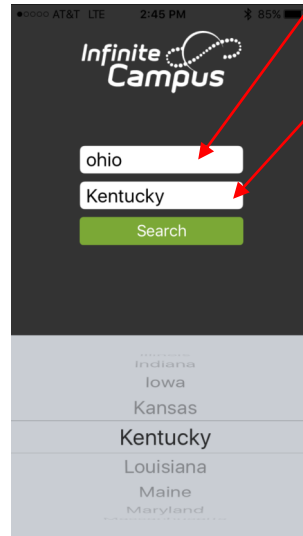 ●○○○○ AT&T LTE 2:45 PM 85%
Infinite
Campus
ohio
Kentucky
Search
Indiana
Iowa
Kansas
Kentucky
Louisiana
Maine
Maryland